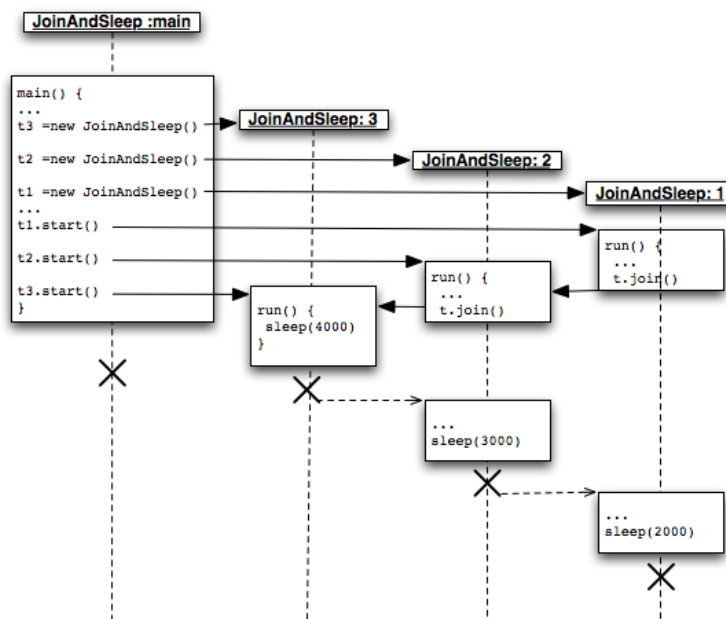 JoinAndSleep :main
main() {
...
t3 =new JoinAndSleep()
t2 =new JoinAndSleep()
t1 =new JoinAndSleep()
...
t1.start()
t2.start()
t3.start()
}
JoinAndSleep: 3
run() {
sleep(4000)
}
JoinAndSleep: 2
run() {
...
t.join()
...
sleep(3000)
JoinAndSleep: 1
run() {
...
t.join()
...
sleep(2000)